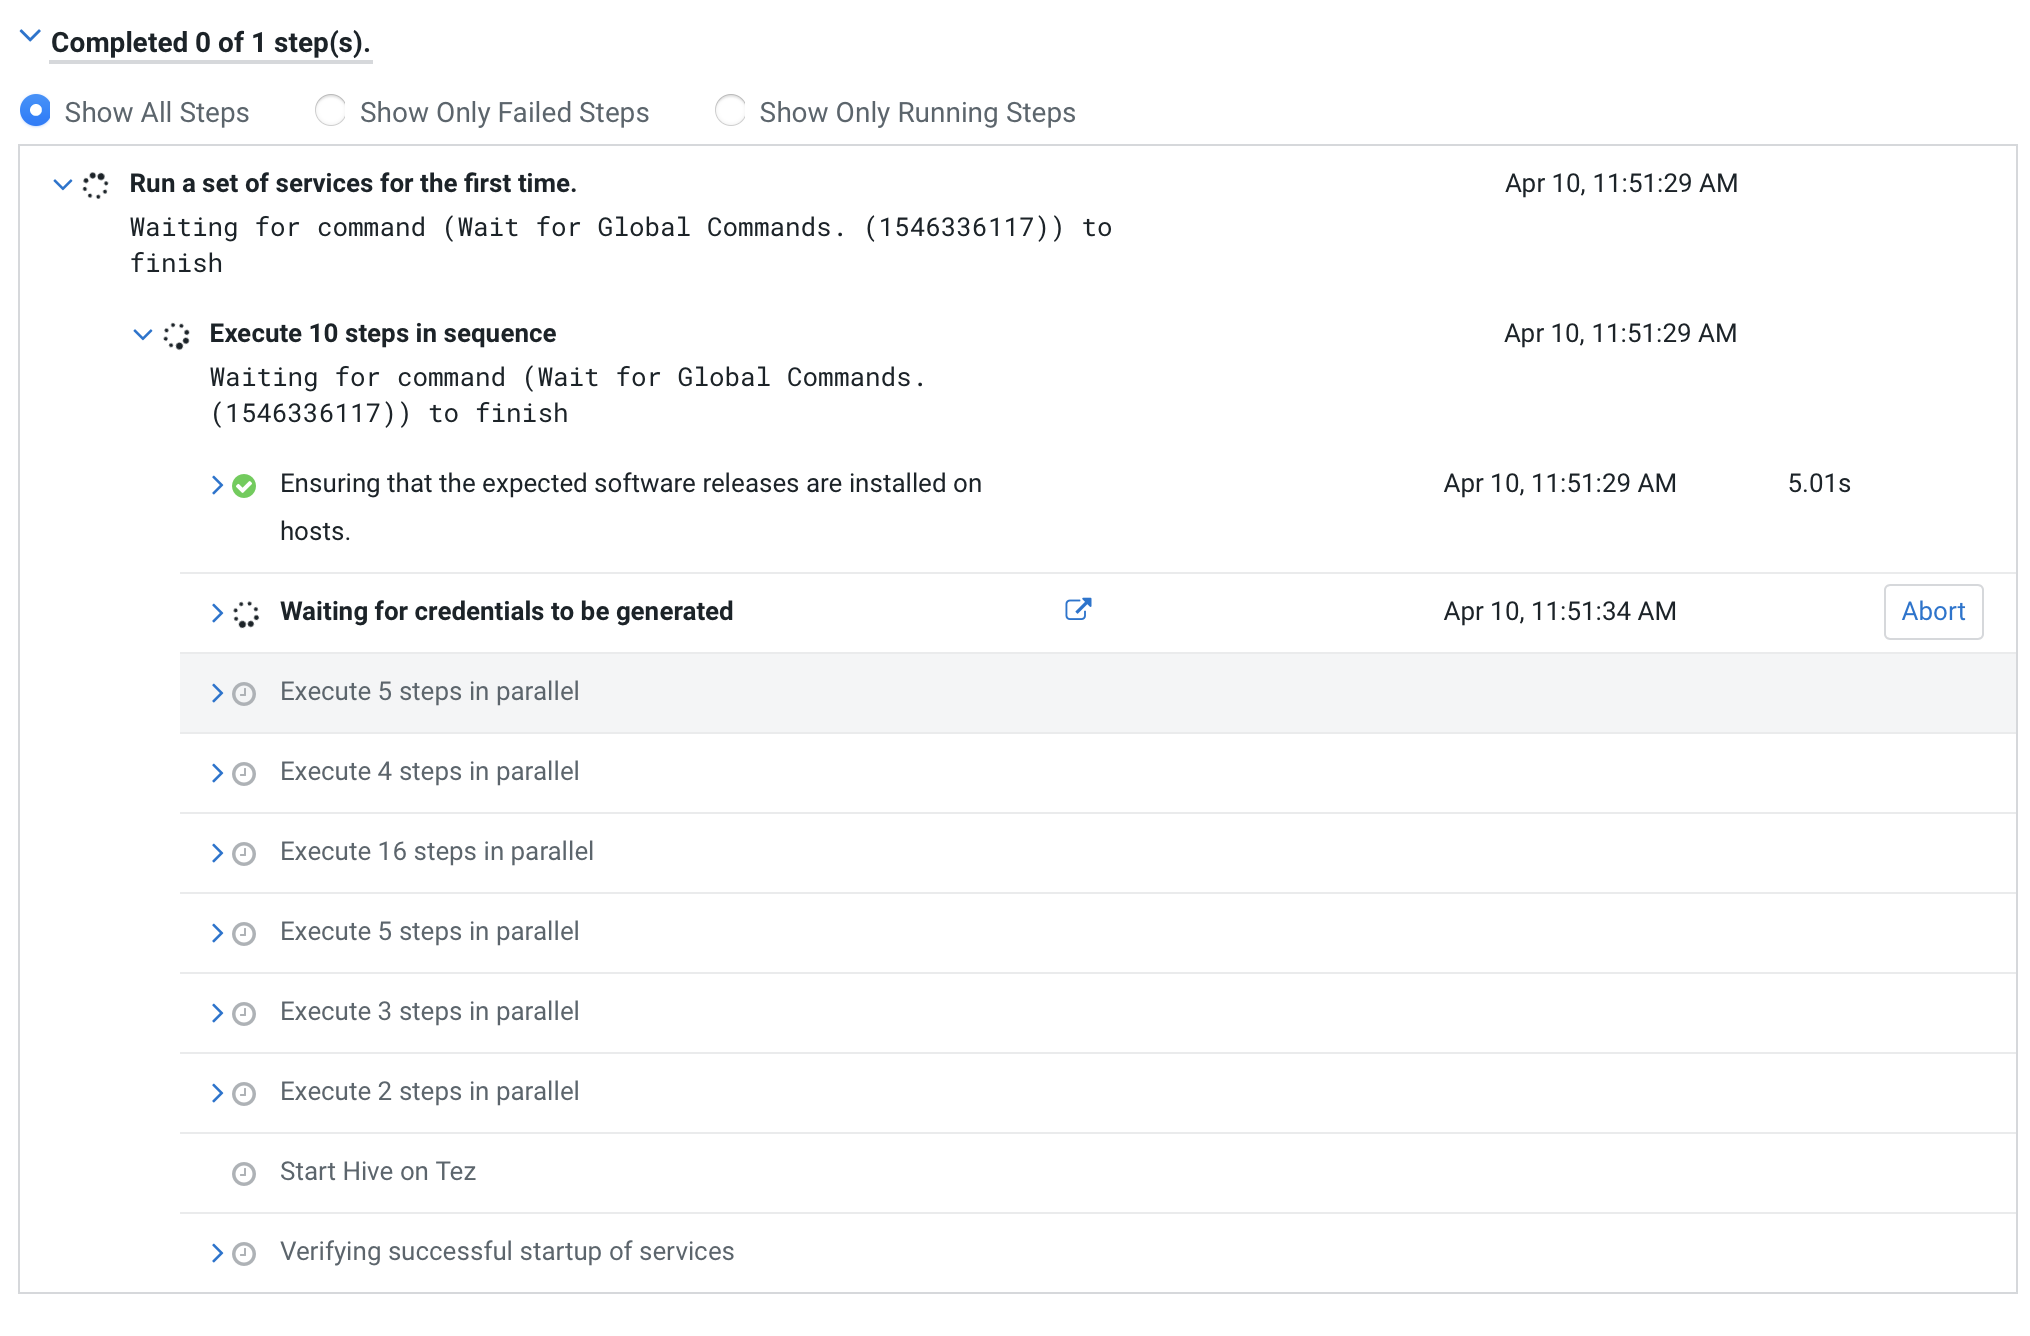 Completed 0 of 1 step(s).
Show All Steps Show Only Failed Steps Show Only Running Steps
Run a set of services for the first time. Apr 10, 11:51:29 AM
Waiting for command (Wait for Global Commands. (1546336117)) to
finish
Execute 10 steps in sequence Apr 10, 11:51:29 AM
Waiting for command (Wait for Global Commands.
(1546336117)) to finish
Ensuring that the expected software releases are installed on Apr 10, 11:51:29 AM 5.01s
hosts.
Waiting for credentials to be generated Apr 10, 11:51:34 AM Abort
Execute 5 steps in parallel
Execute 4 steps in parallel
Execute 16 steps in parallel
Execute 5 steps in parallel
Execute 3 steps in parallel
Execute 2 steps in parallel
Start Hive on Tez
Verifying successful startup of services